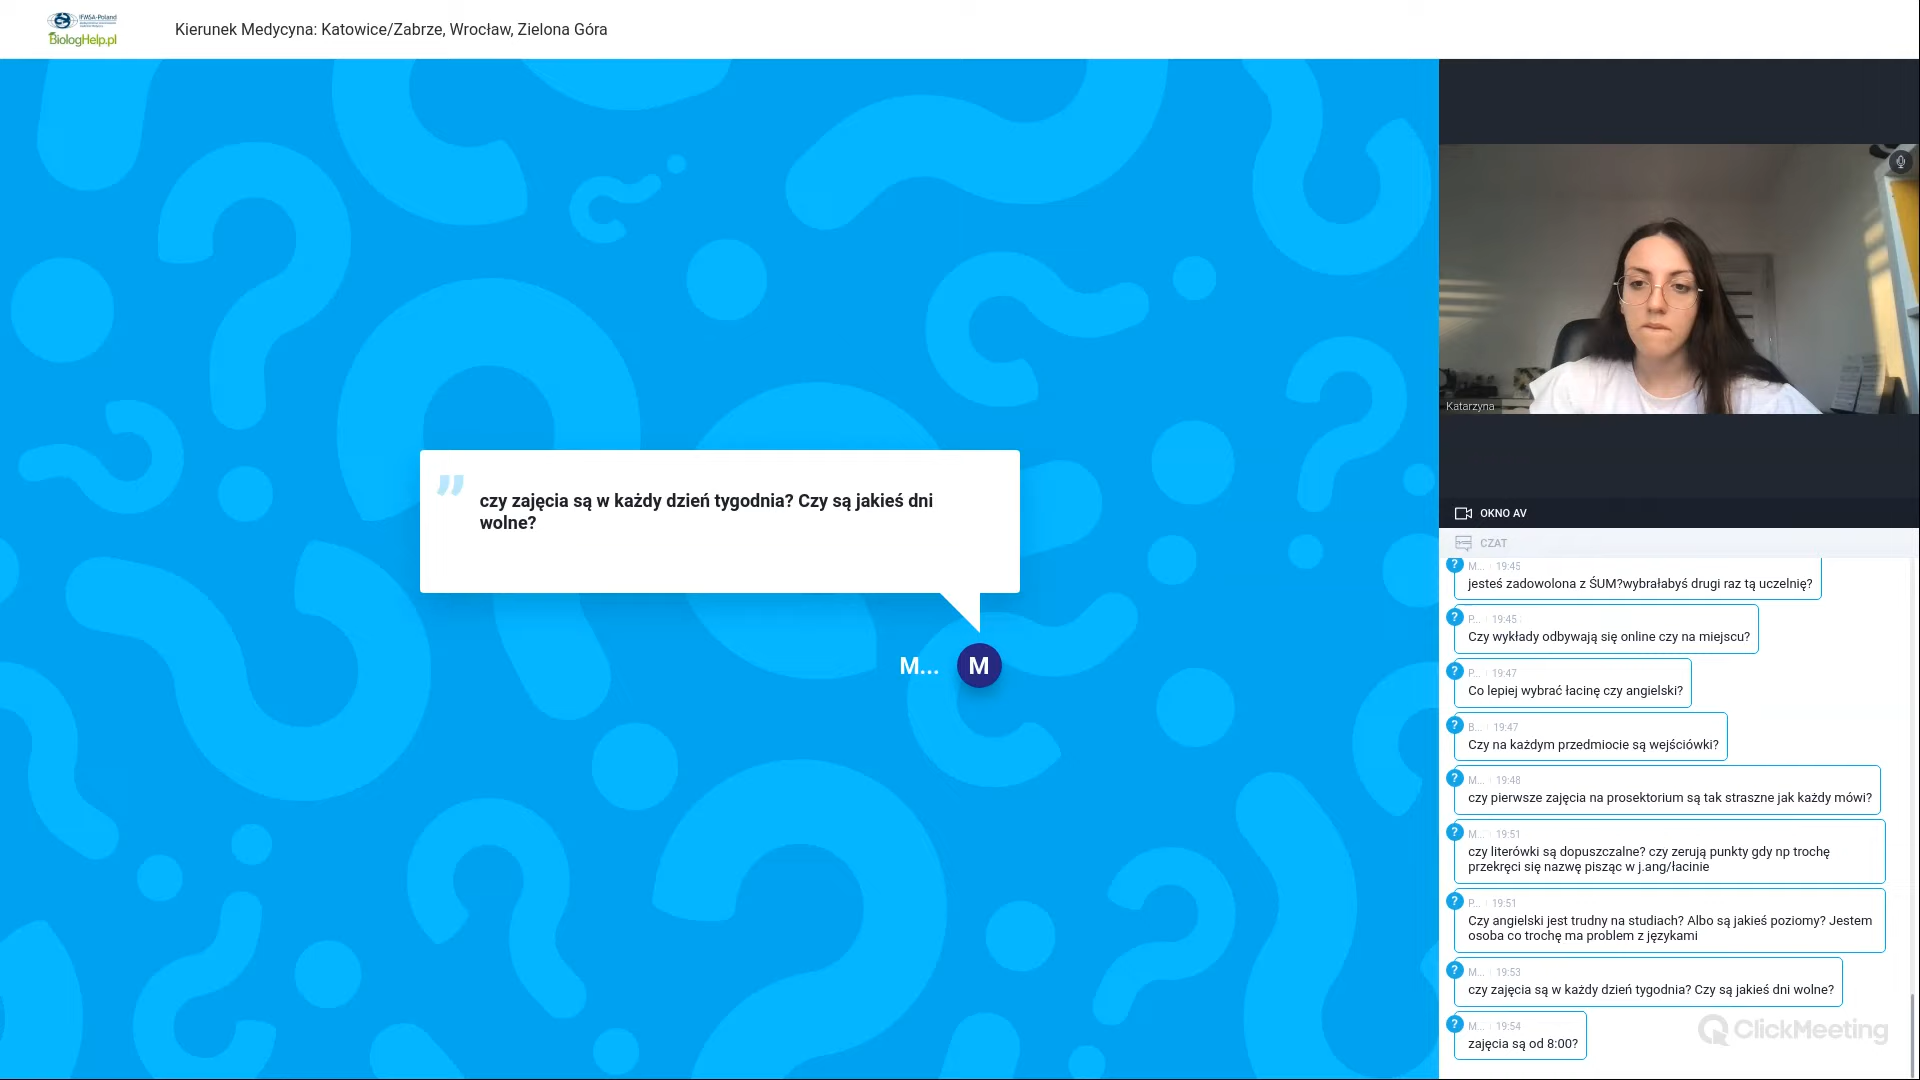 IFMSA-Poland
BiologHelp.pl
Kierunek Medycyna: Katowice/Zabrze, Wrocław, Zielona Góra
czy zajęcia są w każdy dzień tygodnia? Czy są jakieś dni
wolne?
M... M
Katarzyna
OKNO AV
CZAT
? M... 19:45
jesteś zadowolona z ŚUM?wybrałabyś drugi raz tą uczelnię?
? P... 19:45
Czy wykłady odbywają się online czy na miejscu?
? P... 19:47
Co lepiej wybrać łacinę czy angielski?
? B... 19:47
Czy na każdym przedmiocie są wejściówki?
? M... 19:48
czy pierwsze zajęcia na prosektorium są tak straszne jak każdy mówi?
? M... 19:51
czy literówki są dopuszczalne? czy zerują punkty gdy np trochę
przekręci się nazwę pisząc w j.ang/łacinie
? P... 19:51
Czy angielski jest trudny na studiach? Albo są jakieś poziomy? Jestem
osoba co trochę ma problem z językami
? M... 19:53
czy zajęcia są w każdy dzień tygodnia? Czy są jakieś dni wolne?
? M... 19:54
zajęcia są od 8:00?
ClickMeeting